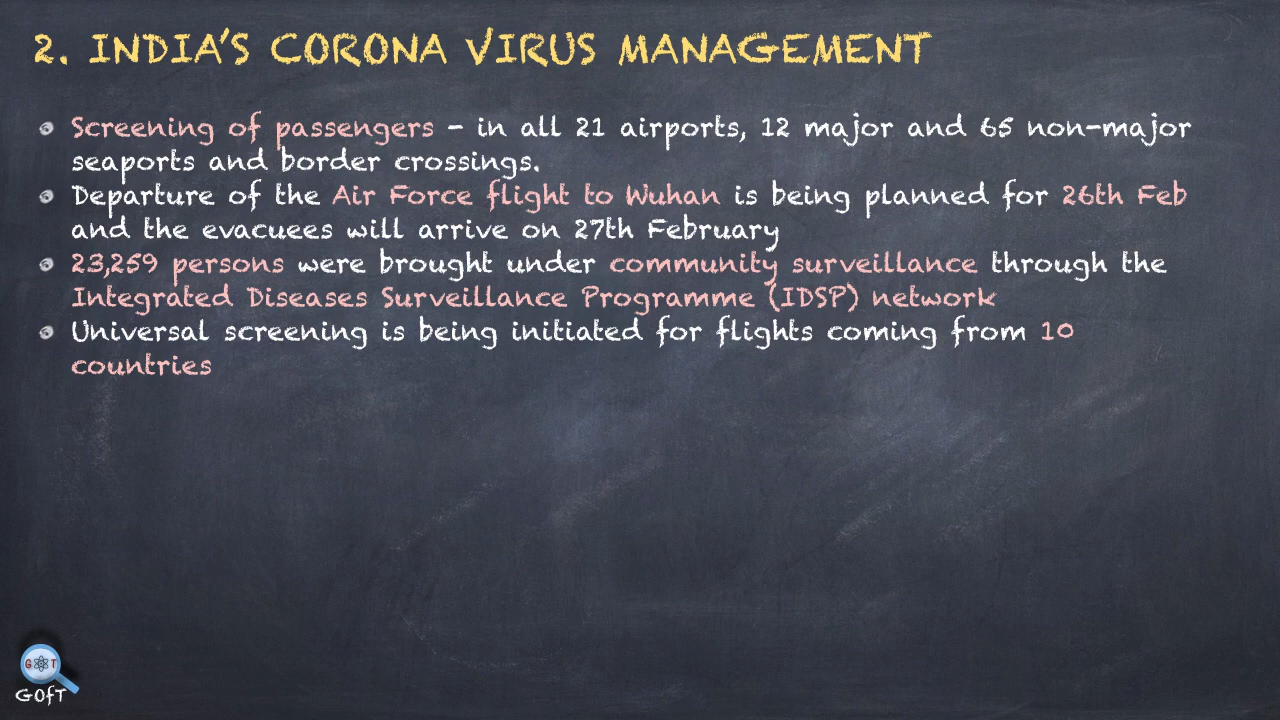 2. INDIA'S CORONA VIRUS MANAGEMENT
Screening of passengers - in all 21 airports, 12 major and 65 non-major
seaports and border crossings.
Departure of the Air Force flight to Wuhan is being planned for 26th Feb
and the evacuees will arrive on 27th February
23,259 persons were brought under community surveillance through the
Integrated Diseases Surveillance Programme (IDSP) network
Universal screening is being initiated for flights coming from 10
countries
G T
GOfT